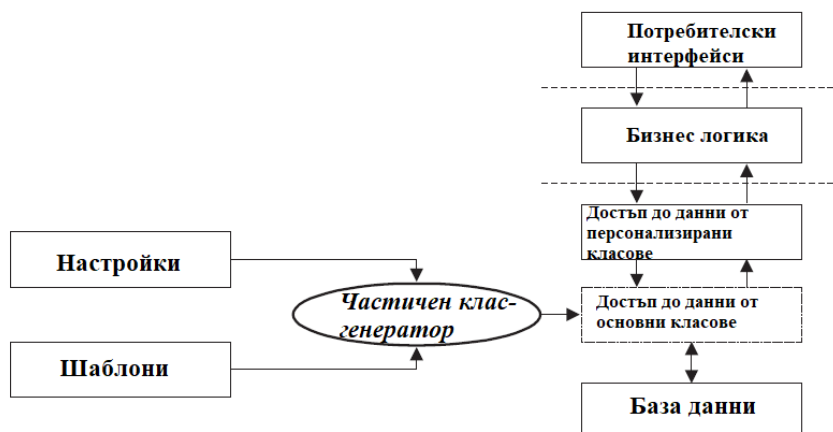 Потребителски
интерфейси
Бизнес логика
Достъп до данни от
персонализирани
класове
Настройки
Частичен клас-
генератор
Достъп до данни от
основни класове
Шаблони
База данни